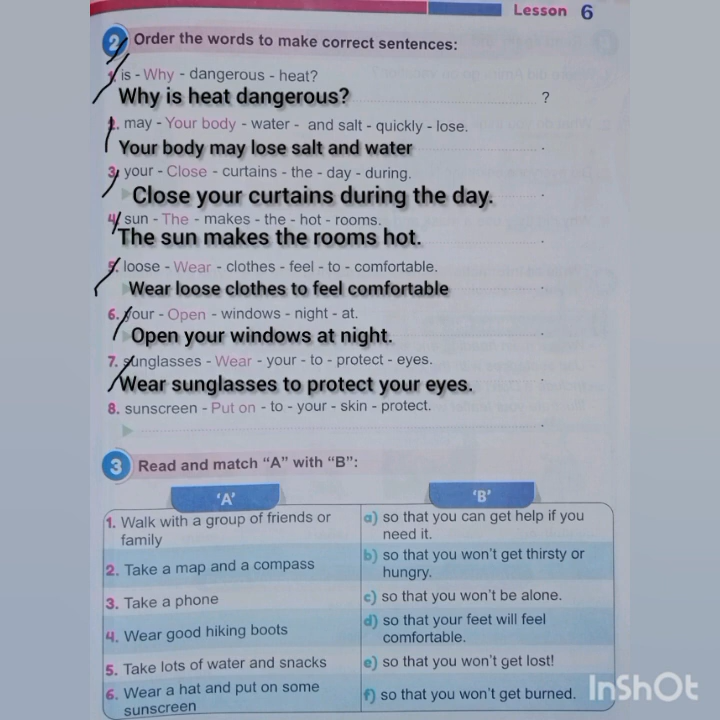 Lesson 6
2 Order the words to make correct sentences:
1. is - Why - dangerous - heat?
Why is heat dangerous? ?
2. may - Your body - water - and salt - quickly - lose.
Your body may lose salt and water .
3. your - Close - curtains - the - day - during.
Close your curtains during the day. .
4. sun - The - makes - the - hot - rooms.
The sun makes the rooms hot. .
5. loose - Wear - clothes - feel - to - comfortable.
Wear loose clothes to feel comfortable .
6. your - Open - windows - night - at.
Open your windows at night. .
7. sunglasses - Wear - your - to - protect - eyes.
Wear sunglasses to protect your eyes. .
8. sunscreen - Put on - to - your - skin - protect.
.
3 Read and match “A” with “B”:
‘A’ ‘B’
1. Walk with a group of friends or
family
a) so that you can get help if you
need it.
2. Take a map and a compass
b) so that you won’t get thirsty or
hungry.
3. Take a phone
c) so that you won’t be alone.
4. Wear good hiking boots
d) so that your feet will feel
comfortable.
5. Take lots of water and snacks
e) so that you won’t get lost!
6. Wear a hat and put on some
sunscreen
f) so that you won’t get burned.
InShOt